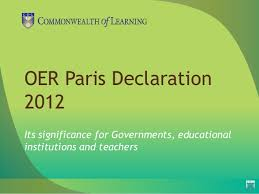 COMMONWEALTH of LEARNING
OER Paris Declaration
2012
Its significance for Governments, educational
institutions and teachers